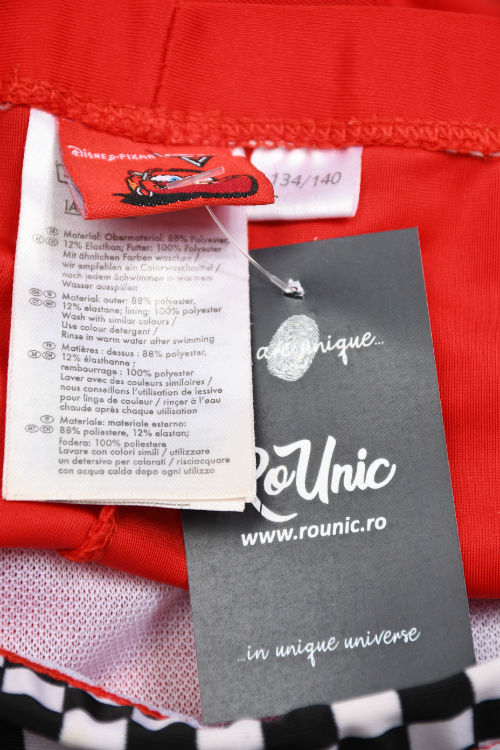 DISNEY·PIXAR
134/140
Material: Obermaterial: 88% Polyester,
12% Elasthan; Futter: 100% Polyester
Mit ähnlichen Farben waschen /
wir empfehlen ein Colorwaschmittel /
nach jedem Schwimmen in warmem
Wasser ausspülen
Material: outer: 88% polyester,
12% elastane; lining: 100% polyester
Wash with similar colours /
Use colour detergent /
Rinse in warm water after swimming
Matières : dessus : 88% polyester,
12% élasthanne ;
rembourrage : 100% polyester
Laver avec des couleurs similaires /
nous conseillons l'utilisation de lessive
pour linge de couleur / rinçer à l'eau
chaude après chaque utilisation
Materiale: materiale esterno:
88% poliestere, 12% elastan;
fodera: 100% poliestere
Lavare con colori simili / utilizzare
un detersivo per colorati / risciacquare
con acqua calda dopo ogni utilizzo
are unique...
RoUnic
www.rounic.ro
...in unique universe